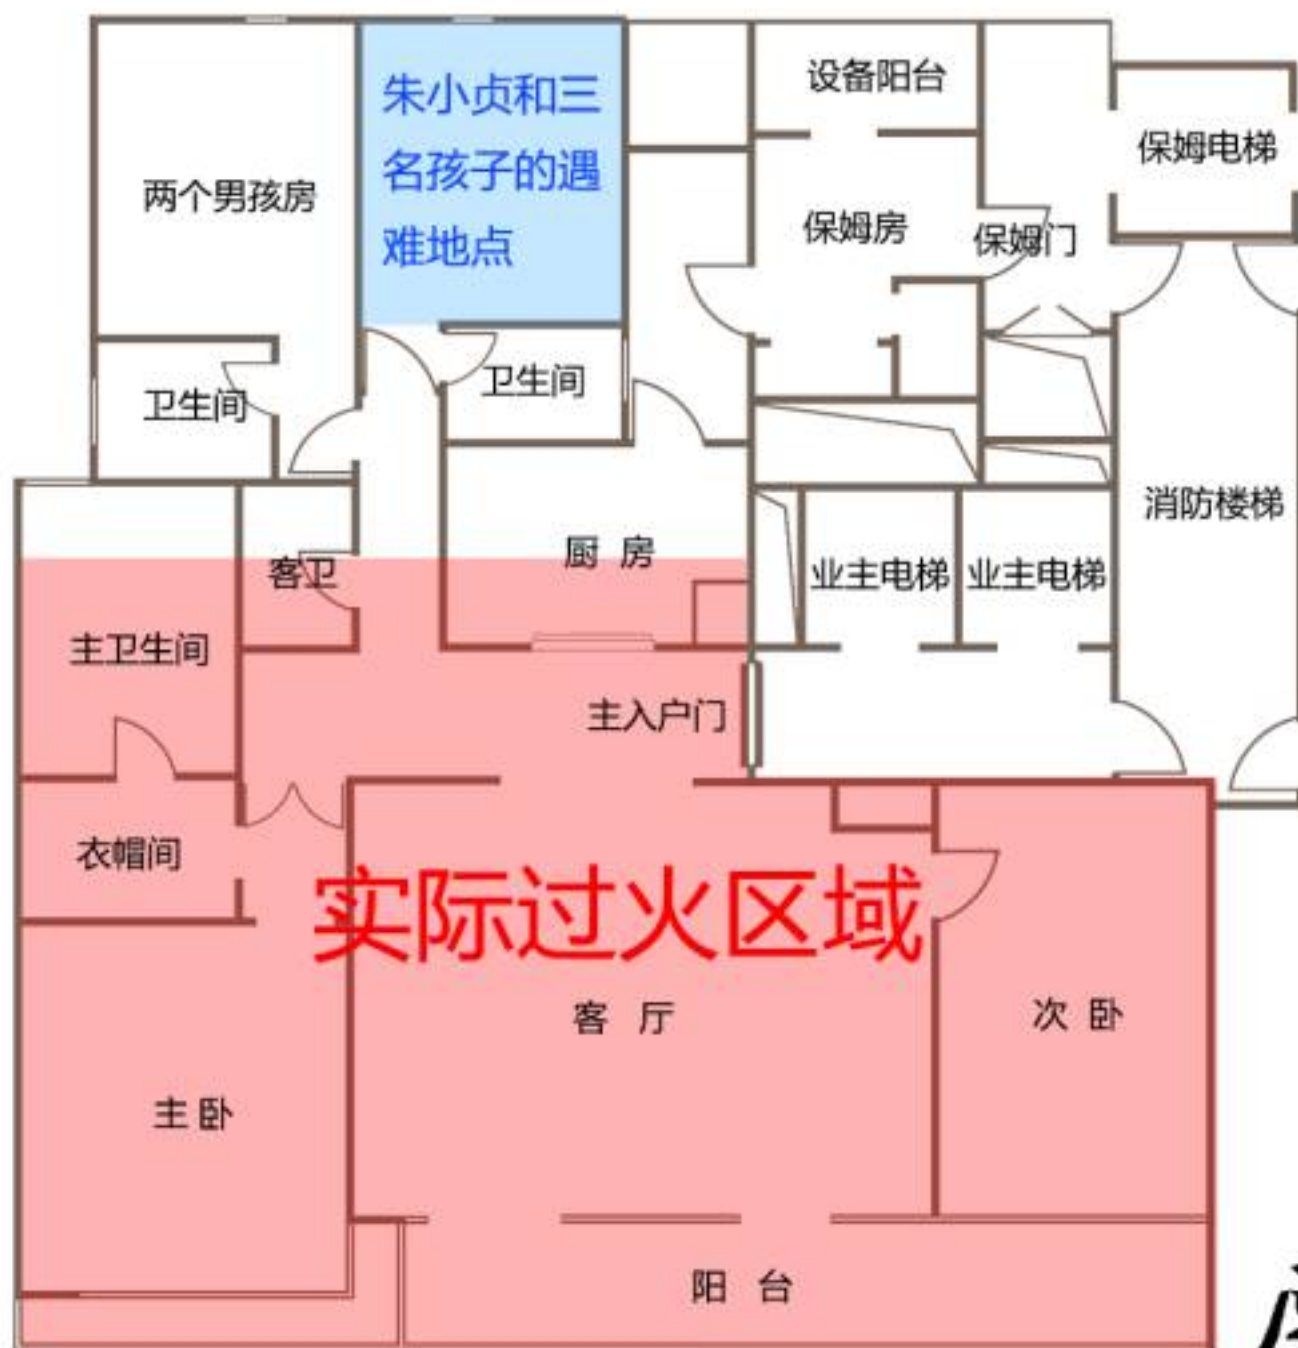 设备阳台
朱小贞和三
名孩子的遇
难地点
保姆电梯
两个男孩房
保姆房
保姆门
卫生间
卫生间
消防楼梯
厨 房
客卫
业主电梯
业主电梯
主卫生间
主入户门
衣帽间
实际过火区域
客 厅
次 卧
主 卧
阳 台